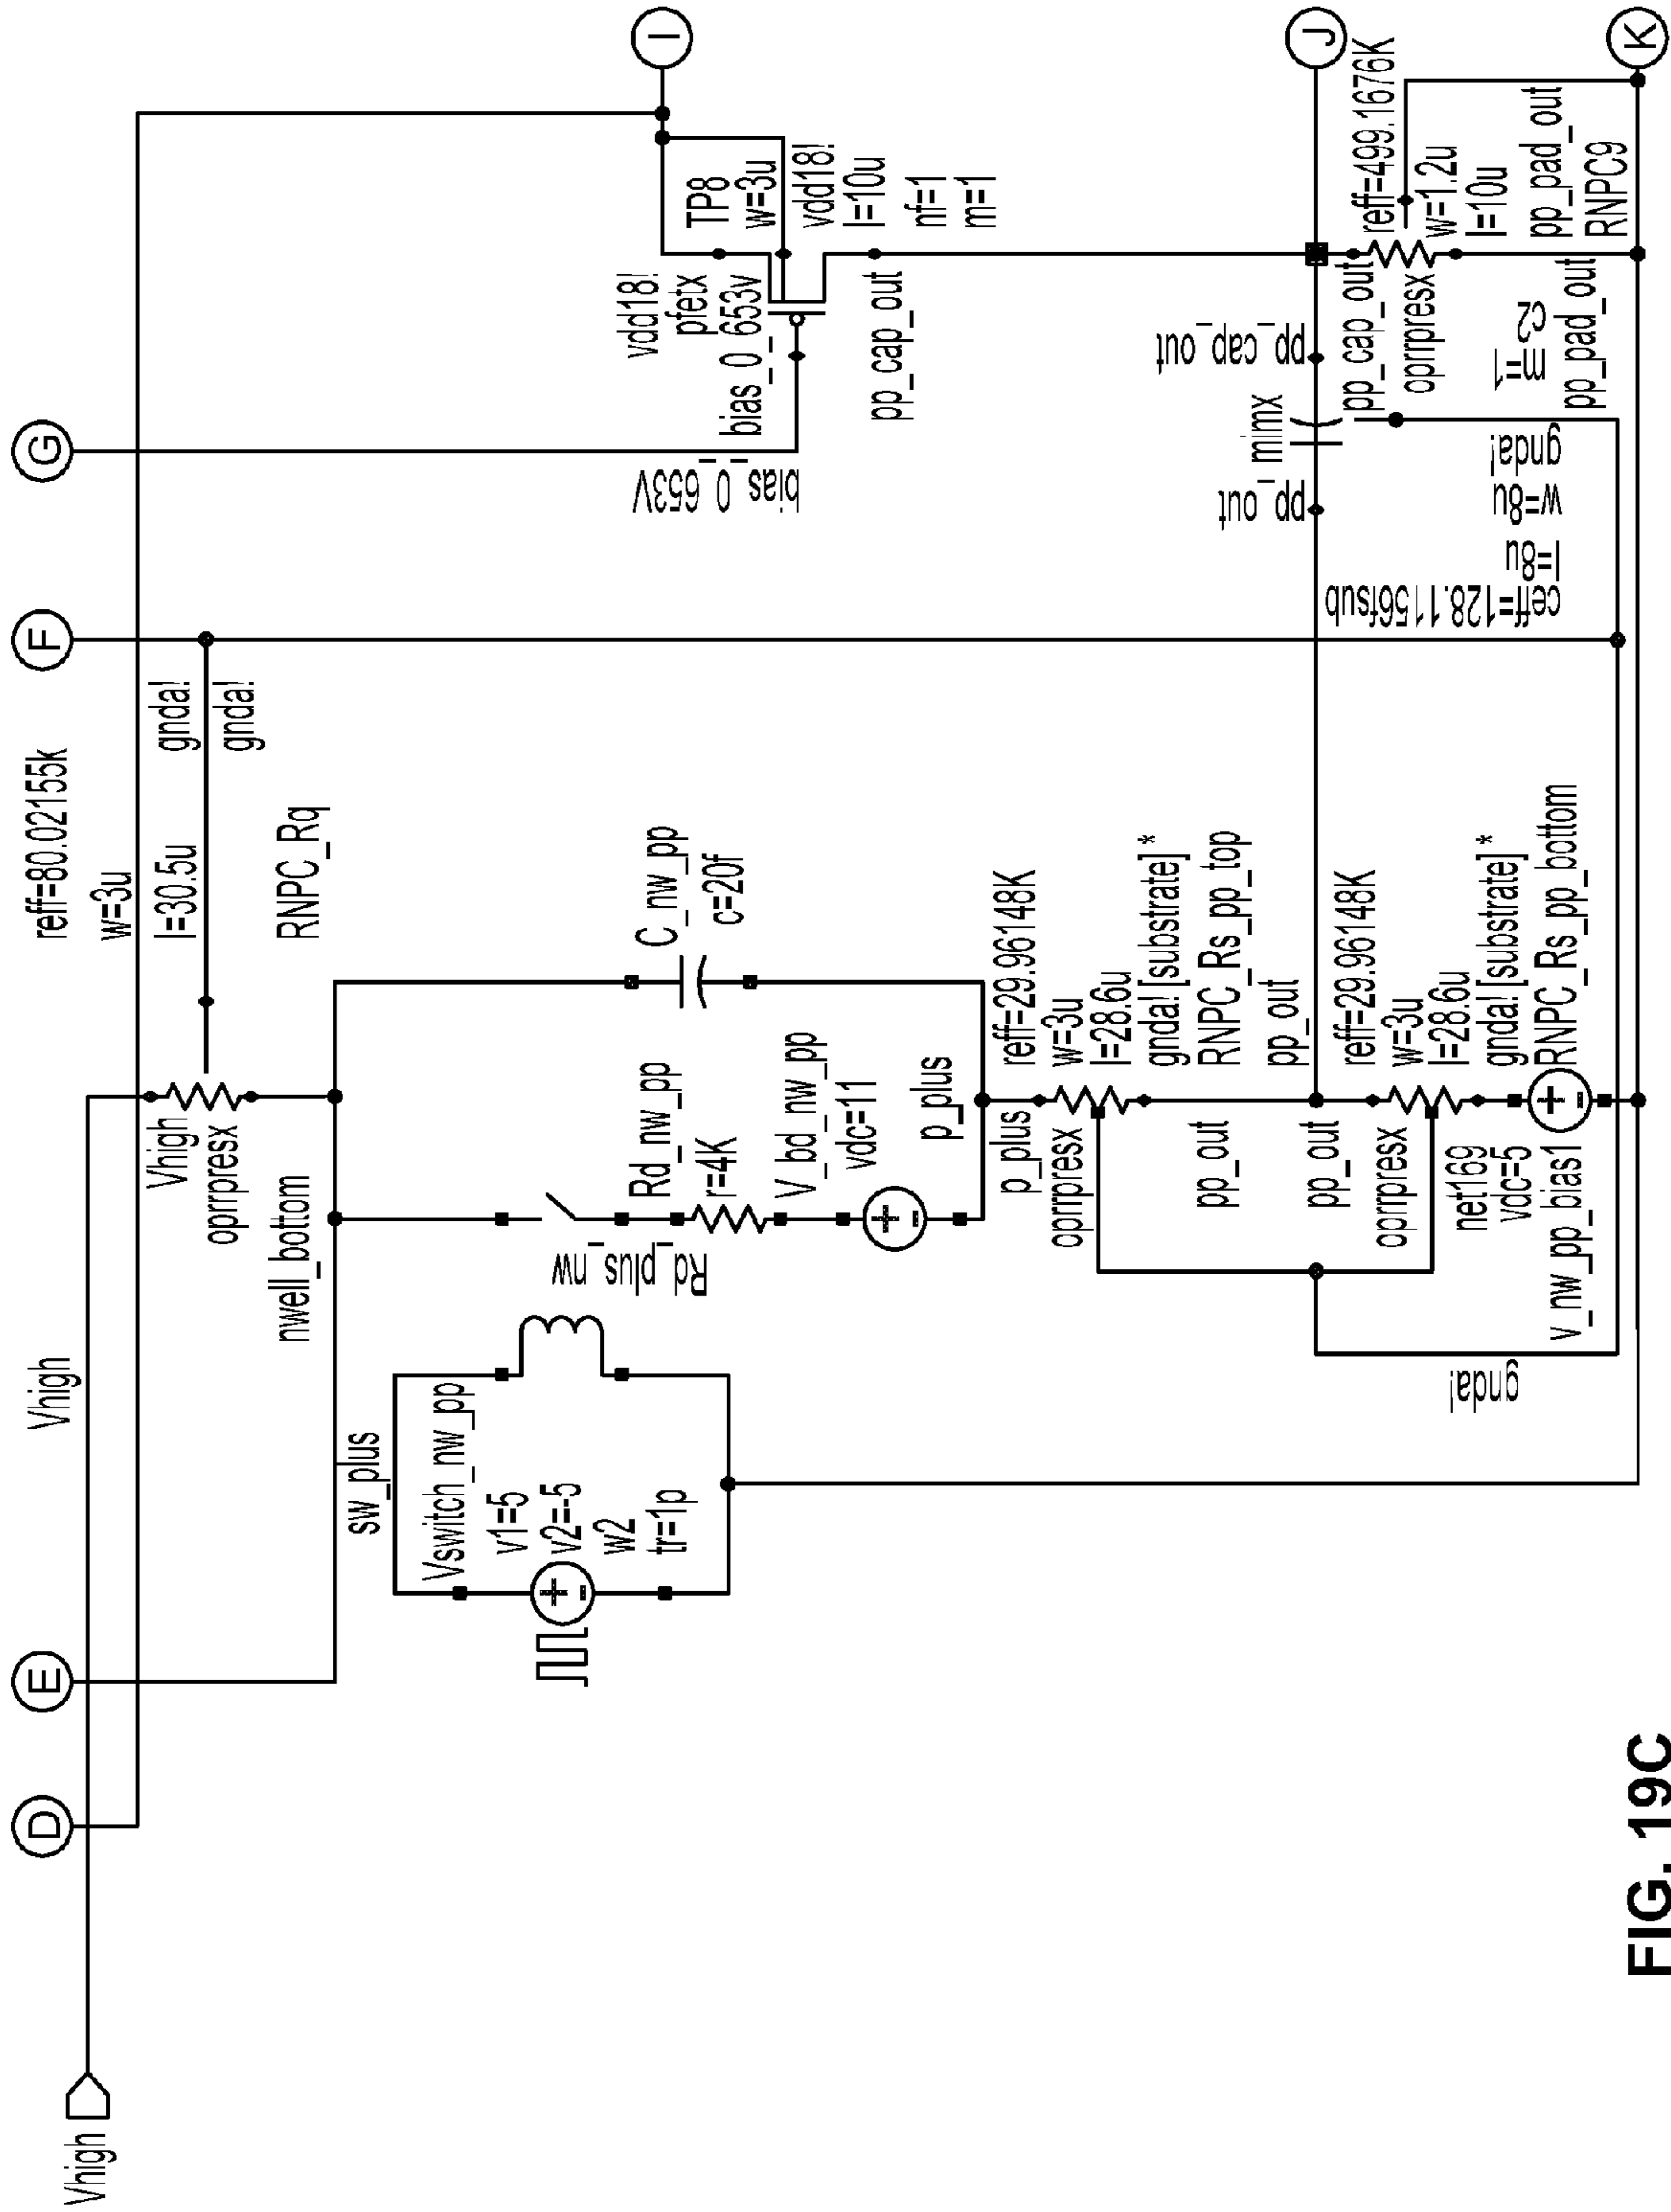 D
E
F
G
Vhigh
Vhigh
reff=80.02155k
w=3u
l=30.5u
gnda!
gnda!
RNPC_Rq
Vhigh
oprrpresx
nwell_bottom
sw_plus
Vswitch_nw_pp
v1=5
v2=-5
w2
tr=1p
Rd_plus_nw
Rd_nw_pp
r=4K
V_bd_nw_pp
vdc=11
p_plus
C_nw_pp
c=20f
p_plus
oprrpresx
reff=29.96148K
w=3u
l=28.6u
gnda! [substrate] *
RNPC_Rs_pp_top
pp_out
pp_out
pp_out
oprrpresx
reff=29.96148K
w=3u
l=28.6u
gnda! [substrate] *
RNPC_Rs_pp_bottom
net169
vdc=5
v_nw_pp_bias1
gnda!
bias_0_653V
bias_0_653v
vdd18!
pfetx
TP8
w=3u
vdd18!
l=10u
nf=1
m=1
pp_cap_out
I
pp_out
mimx
pp_cap_out
ceff=128.1156fsub
l=8u
w=8u
gnda!
m=1
c2
J
pp_cap_out
oprrpresx
reff=499.1676K
w=1.2u
l=10u
pp_pad_out
RNPC9
pp_pad_out
K
FIG. 19C